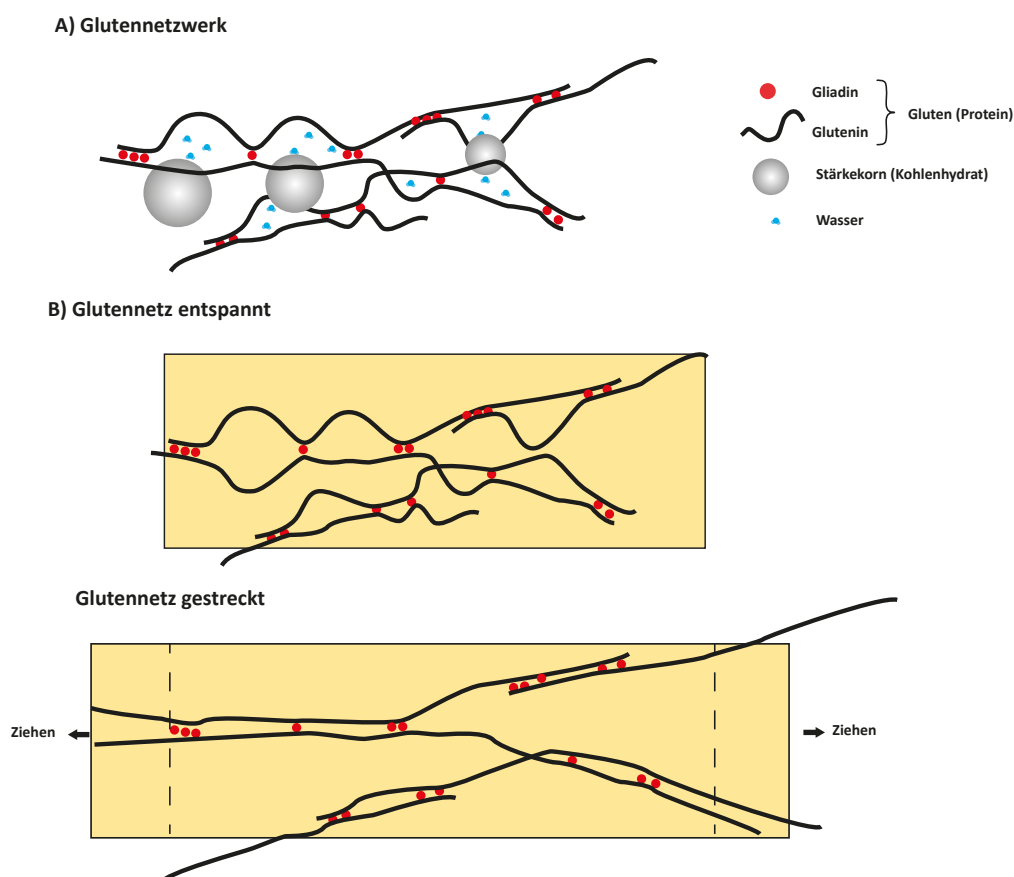 A) Glutennetzwerk
Gliadin
Glutenin
Gluten (Protein)
Stärkekorn (Kohlenhydrat)
Wasser
B) Glutennetz entspannt
Glutennetz gestreckt
Ziehen
Ziehen